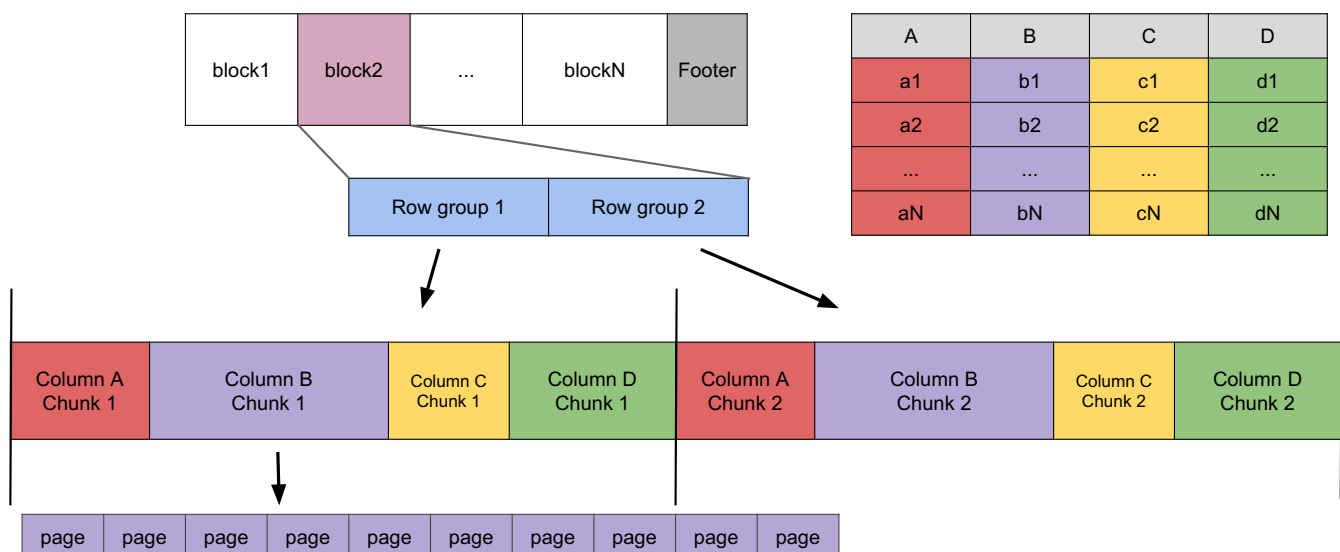 block1 block2 ... blockN Footer
A B C D
a1 b1 c1 d1
a2 b2 c2 d2
... ... ... ...
aN bN cN dN
Row group 1 Row group 2
Column A Column B Column C Column D Column A Column B Column C Column D
Chunk 1 Chunk 1 Chunk 1 Chunk 1 Chunk 2 Chunk 2 Chunk 2 Chunk 2
page page page page page page page page page page